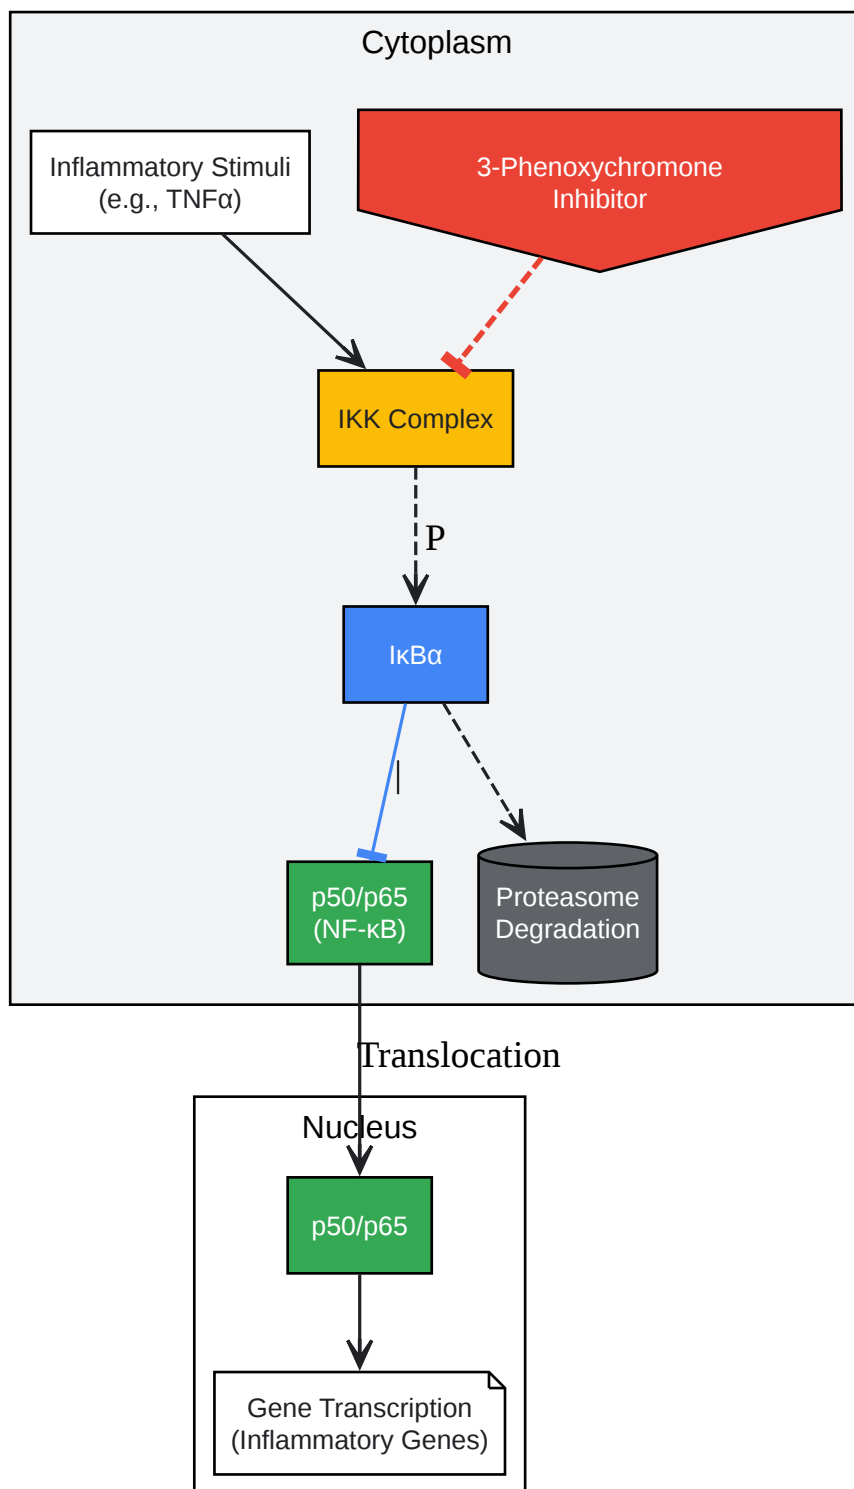 Cytoplasm
Inflammatory Stimuli
(e.g., TNFα)
3-Phenoxychromone
Inhibitor
IKK Complex
P
IκBα
|
p50/p65
(NF-κB)
Proteasome
Degradation
Translocation
Nucleus
p50/p65
Gene Transcription
(Inflammatory Genes)